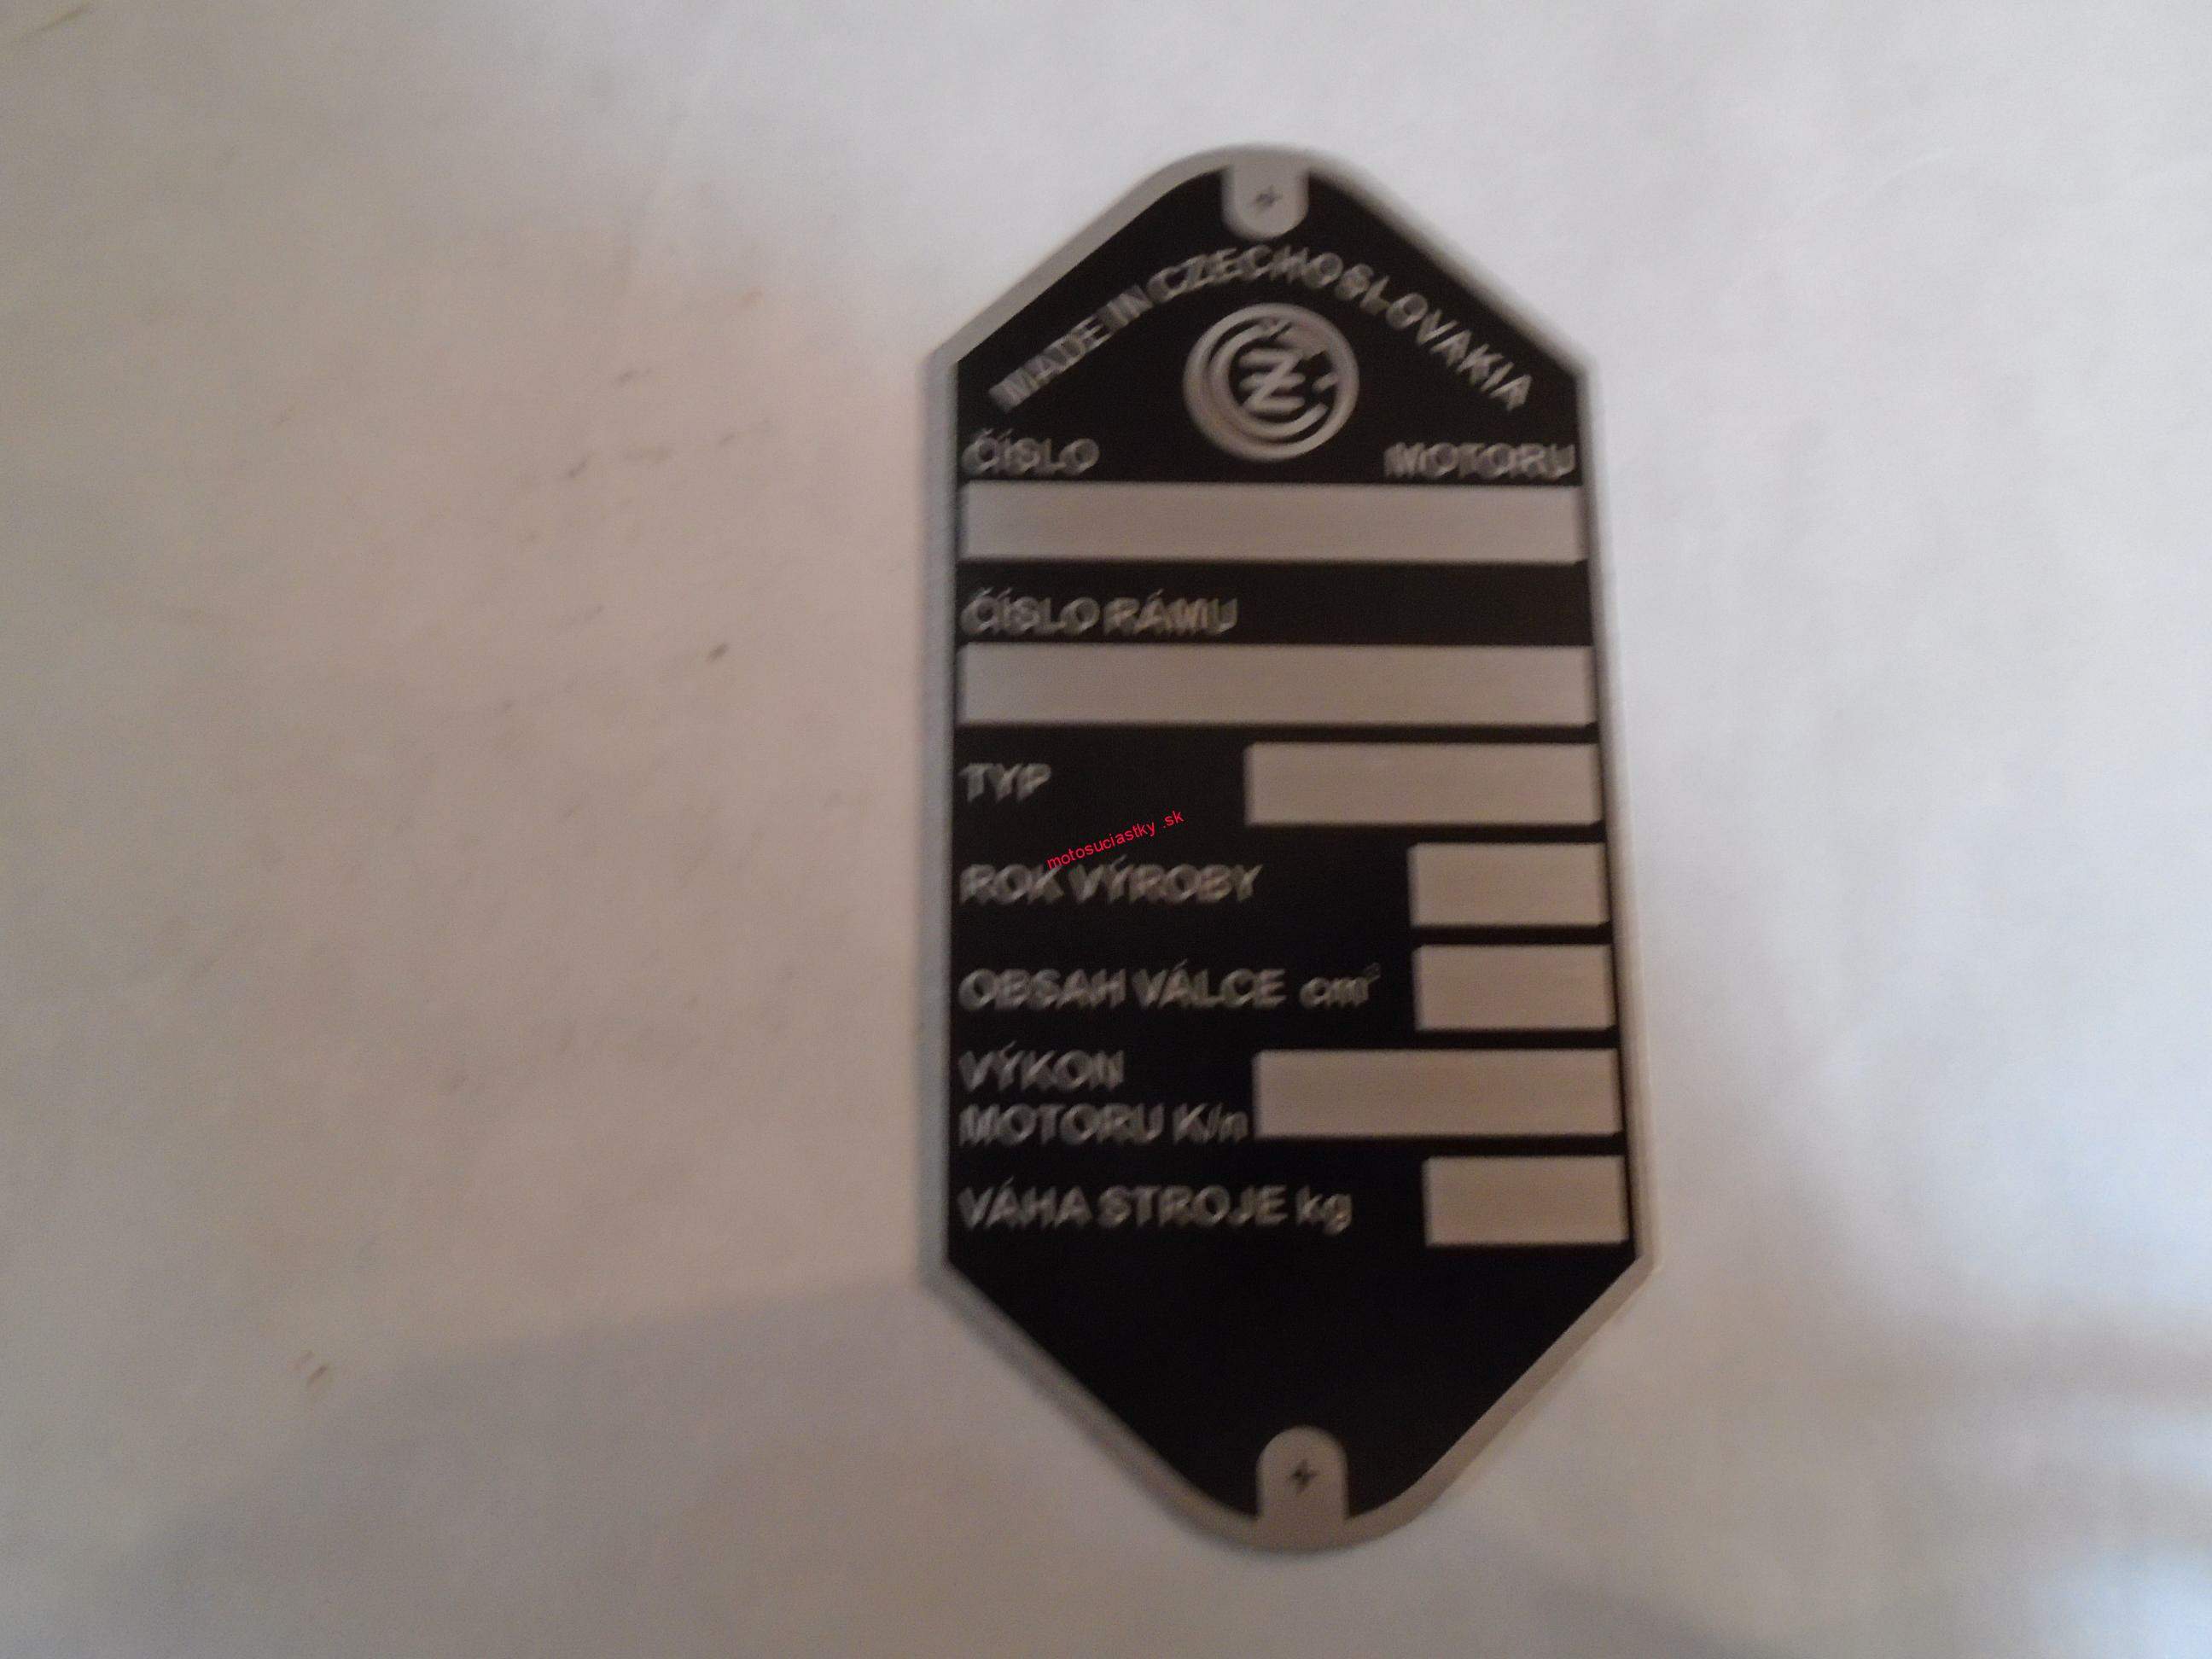 MADE IN CZECHOSLOVAKIA
ČZ
ČÍSLO MOTORU
ČÍSLO RÁMU
TYP
motosuciastky .sk
ROK VÝROBY
OBSAH VÁLCE cm³
VÝKON
MOTORU K/n
VÁHA STROJE kg